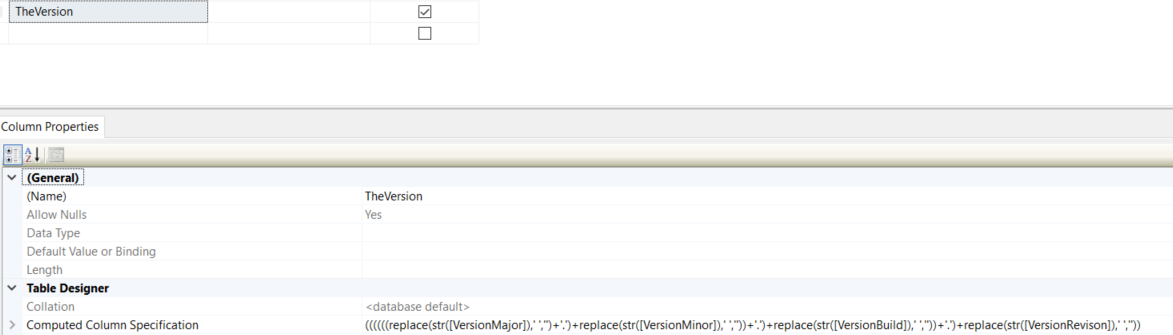 TheVersion
Column Properties
(General)
(Name) TheVersion
Allow Nulls Yes
Data Type
Default Value or Binding
Length
Table Designer
Collation <database default>
Computed Column Specification ((((((replace(str([VersionMajor]),' ','')+'.')+replace(str([VersionMinor]),' ',''))+'.')+replace(str([VersionBuild]),' ',''))+'.')+replace(str([VersionRevison]),' ',''))